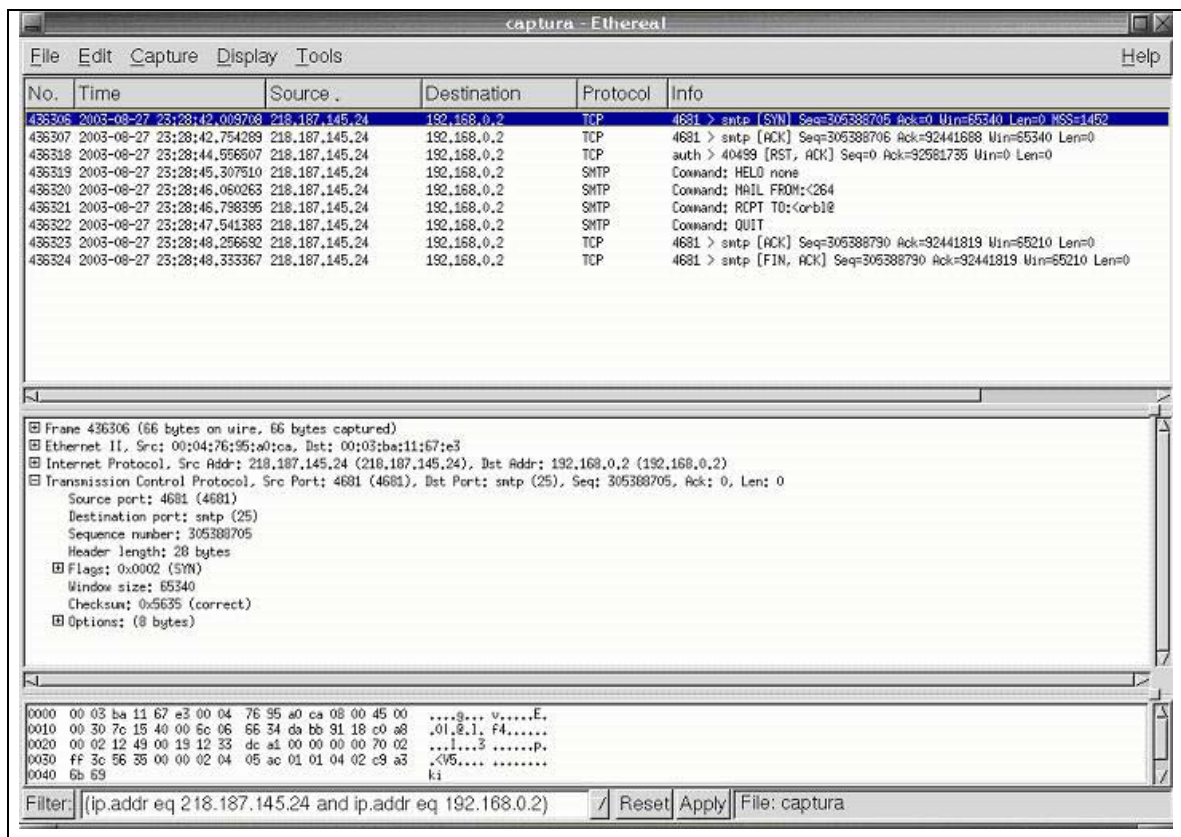 captura - Ethereal
File Edit Capture Display Tools Help
No. Time Source . Destination Protocol Info
436306 2003-08-27 23:28:42.009708 218.187.145.24 192.168.0.2 TCP 4681 > smtp [SYN] Seq=305388705 Ack=0 Win=65340 Len=0 MSS=1452
436307 2003-08-27 23:28:42.754289 218.187.145.24 192.168.0.2 TCP 4681 > smtp [ACK] Seq=305388706 Ack=92441688 Win=65340 Len=0
436318 2003-08-27 23:28:44.556507 218.187.145.24 192.168.0.2 TCP auth > 40499 [RST, ACK] Seq=0 Ack=92581735 Win=0 Len=0
436319 2003-08-27 23:28:45.307510 218.187.145.24 192.168.0.2 SMTP Command: HELO none
436320 2003-08-27 23:28:46.060263 218.187.145.24 192.168.0.2 SMTP Command: MAIL FROM:<264
436321 2003-08-27 23:28:46.798395 218.187.145.24 192.168.0.2 SMTP Command: RCPT TO:<orbl@
436322 2003-08-27 23:28:47.541383 218.187.145.24 192.168.0.2 SMTP Command: QUIT
436323 2003-08-27 23:28:48.256692 218.187.145.24 192.168.0.2 TCP 4681 > smtp [ACK] Seq=305388790 Ack=92441819 Win=65210 Len=0
436324 2003-08-27 23:28:48.333367 218.187.145.24 192.168.0.2 TCP 4681 > smtp [FIN, ACK] Seq=305388790 Ack=92441819 Win=65210 Len=0
Frame 436306 (66 bytes on wire, 66 bytes captured)
Ethernet II, Src: 00:04:76:95:a0:ca, Dst: 00:03:ba:11:67:e3
Internet Protocol, Src Addr: 218.187.145.24 (218.187.145.24), Dst Addr: 192.168.0.2 (192.168.0.2)
Transmission Control Protocol, Src Port: 4681 (4681), Dst Port: smtp (25), Seq: 305388705, Ack: 0, Len: 0
Source port: 4681 (4681)
Destination port: smtp (25)
Sequence number: 305388705
Header length: 28 bytes
Flags: 0x0002 (SYN)
Window size: 65340
Checksum: 0x5635 (correct)
Options: (8 bytes)
0000 00 03 ba 11 67 e3 00 04 76 95 a0 ca 08 00 45 00 ....g... v.....E.
0010 00 30 7c 15 40 00 6c 06 66 34 da bb 91 18 c0 a8 .0|.@.l. f4......
0020 00 02 12 49 00 19 12 33 dc a1 00 00 00 00 70 02 ...I...3 ......p.
0030 ff 3c 56 35 00 00 02 04 05 ac 01 01 04 02 c9 a3 .<V5.... ........
0040 6b 69 ki
Filter: (ip.addr eq 218.187.145.24 and ip.addr eq 192.168.0.2) / Reset Apply File: captura